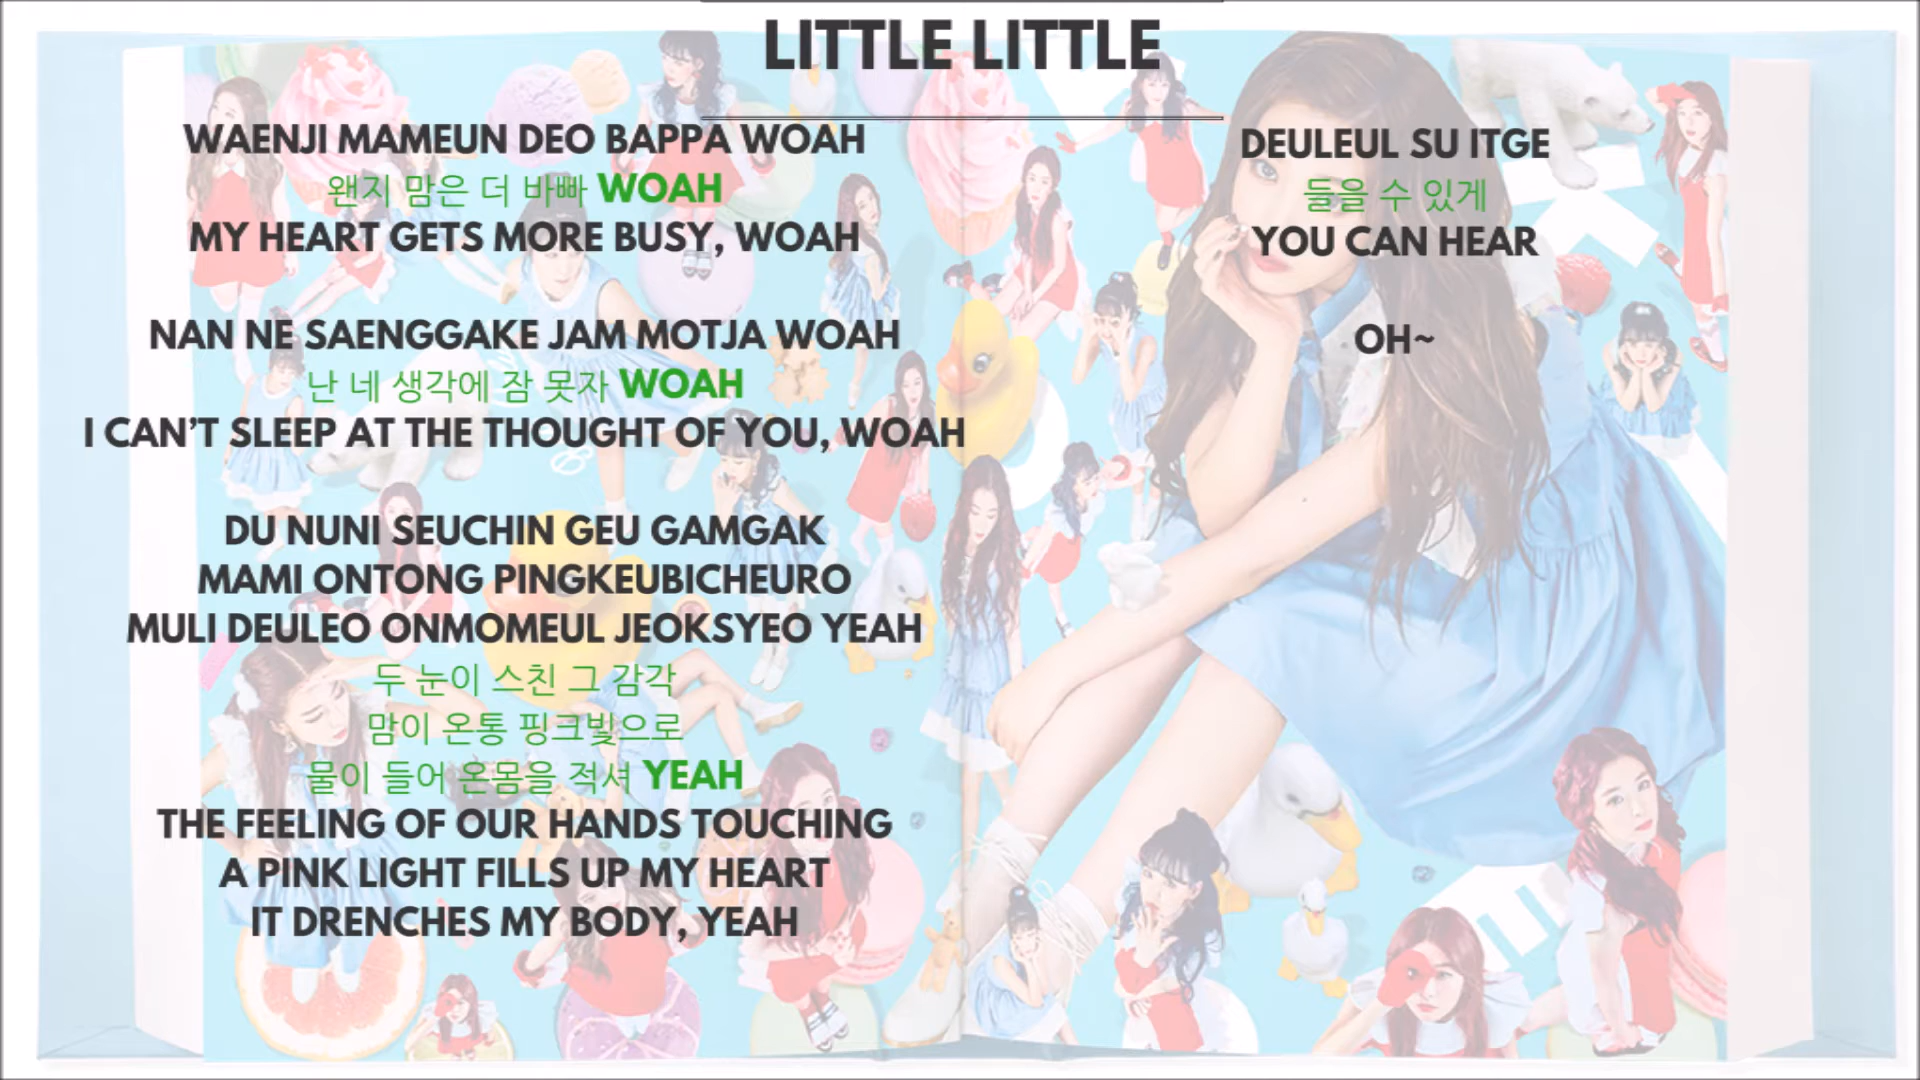 LITTLE LITTLE
WAENJI MAMEUN DEO BAPPA WOAH
왠지 맘은 더 바빠 WOAH
MY HEART GETS MORE BUSY, WOAH
NAN NE SAENGGAKE JAM MOTJA WOAH
난 네 생각에 잠 못자 WOAH
I CAN’T SLEEP AT THE THOUGHT OF YOU, WOAH
DU NUNI SEUCHIN GEU GAMGAK
MAMI ONTONG PINGKEUBICHEURO
MULI DEULEO ONMOMEUL JEOKSYEO YEAH
두 눈이 스친 그 감각
맘이 온통 핑크빛으로
물이 들어 온몸을 적셔 YEAH
THE FEELING OF OUR HANDS TOUCHING
A PINK LIGHT FILLS UP MY HEART
IT DRENCHES MY BODY, YEAH
DEULEUL SU ITGE
들을 수 있게
YOU CAN HEAR
OH~